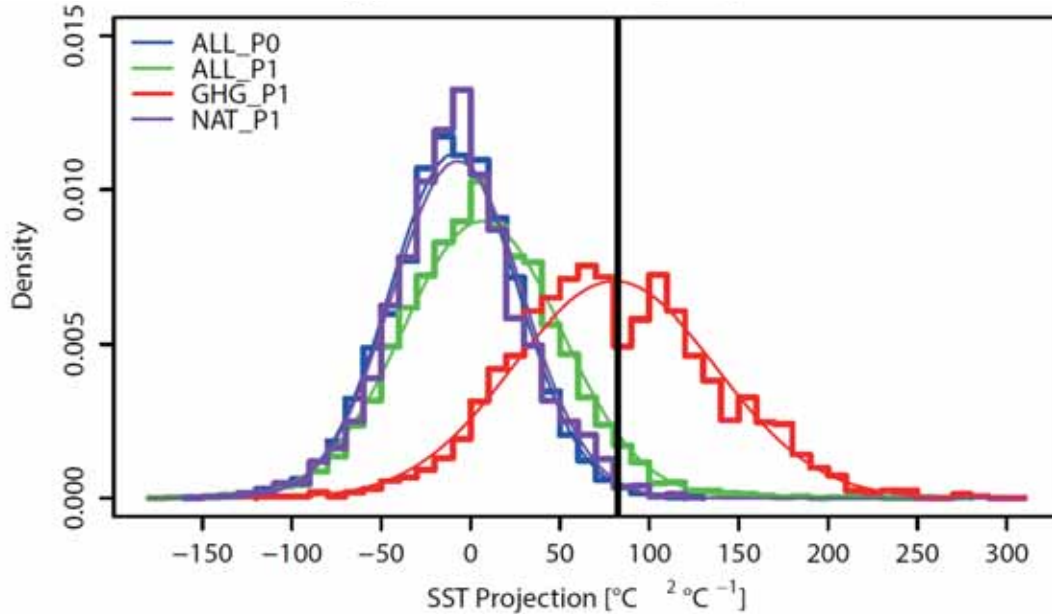 0.015
ALL_P0
ALL_P1
GHG_P1
NAT_P1
0.010
Density
0.005
0.000
−150 −100 −50 0 50 100 150 200 250 300
SST Projection [°C ² °C ⁻¹]